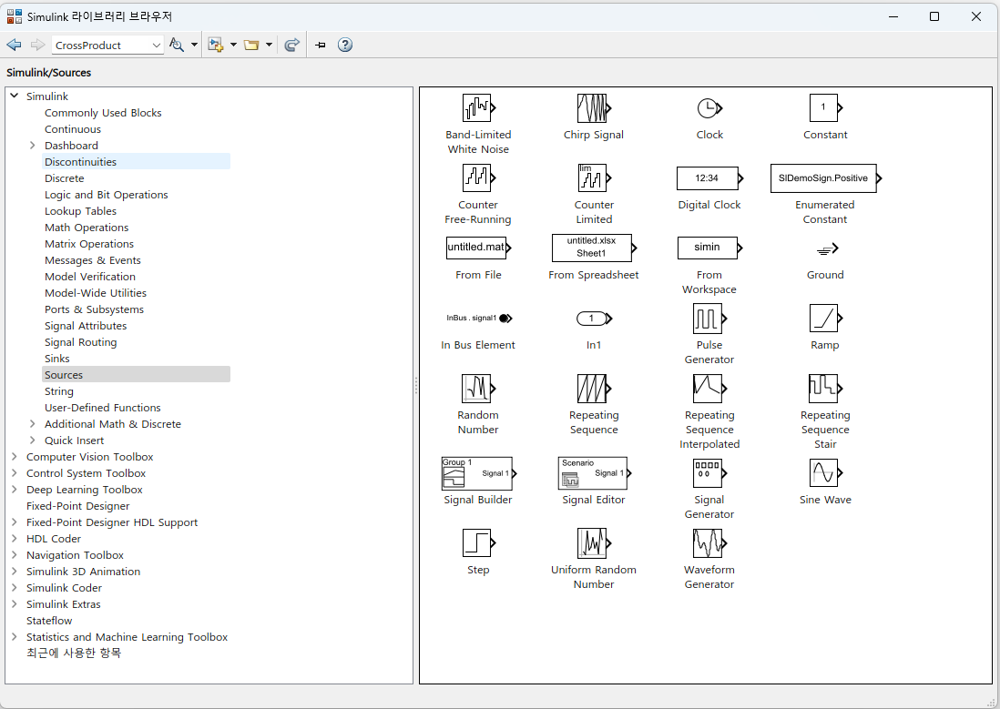 Simulink 라이브러리 브라우저
CrossProduct
Simulink/Sources
Simulink
Commonly Used Blocks
Continuous
Dashboard
Discontinuities
Discrete
Logic and Bit Operations
Lookup Tables
Math Operations
Matrix Operations
Messages & Events
Model Verification
Model-Wide Utilities
Ports & Subsystems
Signal Attributes
Signal Routing
Sinks
Sources
String
User-Defined Functions
Additional Math & Discrete
Quick Insert
Computer Vision Toolbox
Control System Toolbox
Deep Learning Toolbox
Fixed-Point Designer
Fixed-Point Designer HDL Support
HDL Coder
Navigation Toolbox
Simulink 3D Animation
Simulink Coder
Simulink Extras
Stateflow
Statistics and Machine Learning Toolbox
최근에 사용한 항목
Band-Limited
White Noise
Chirp Signal
Clock
1
Constant
Counter
Free-Running
lim
Counter
Limited
12:34
Digital Clock
SlDemoSign.Positive
Enumerated
Constant
untitled.mat
From File
untitled.xlsx
Sheet1
From Spreadsheet
simin
From
Workspace
Ground
InBus . signal1
In Bus Element
1
In1
Pulse
Generator
Ramp
Random
Number
Repeating
Sequence
Repeating
Sequence
Interpolated
Repeating
Sequence
Stair
Group 1
Signal 1
Signal Builder
Scenario
Signal 1
Signal Editor
Signal
Generator
Sine Wave
Step
Uniform Random
Number
Waveform
Generator